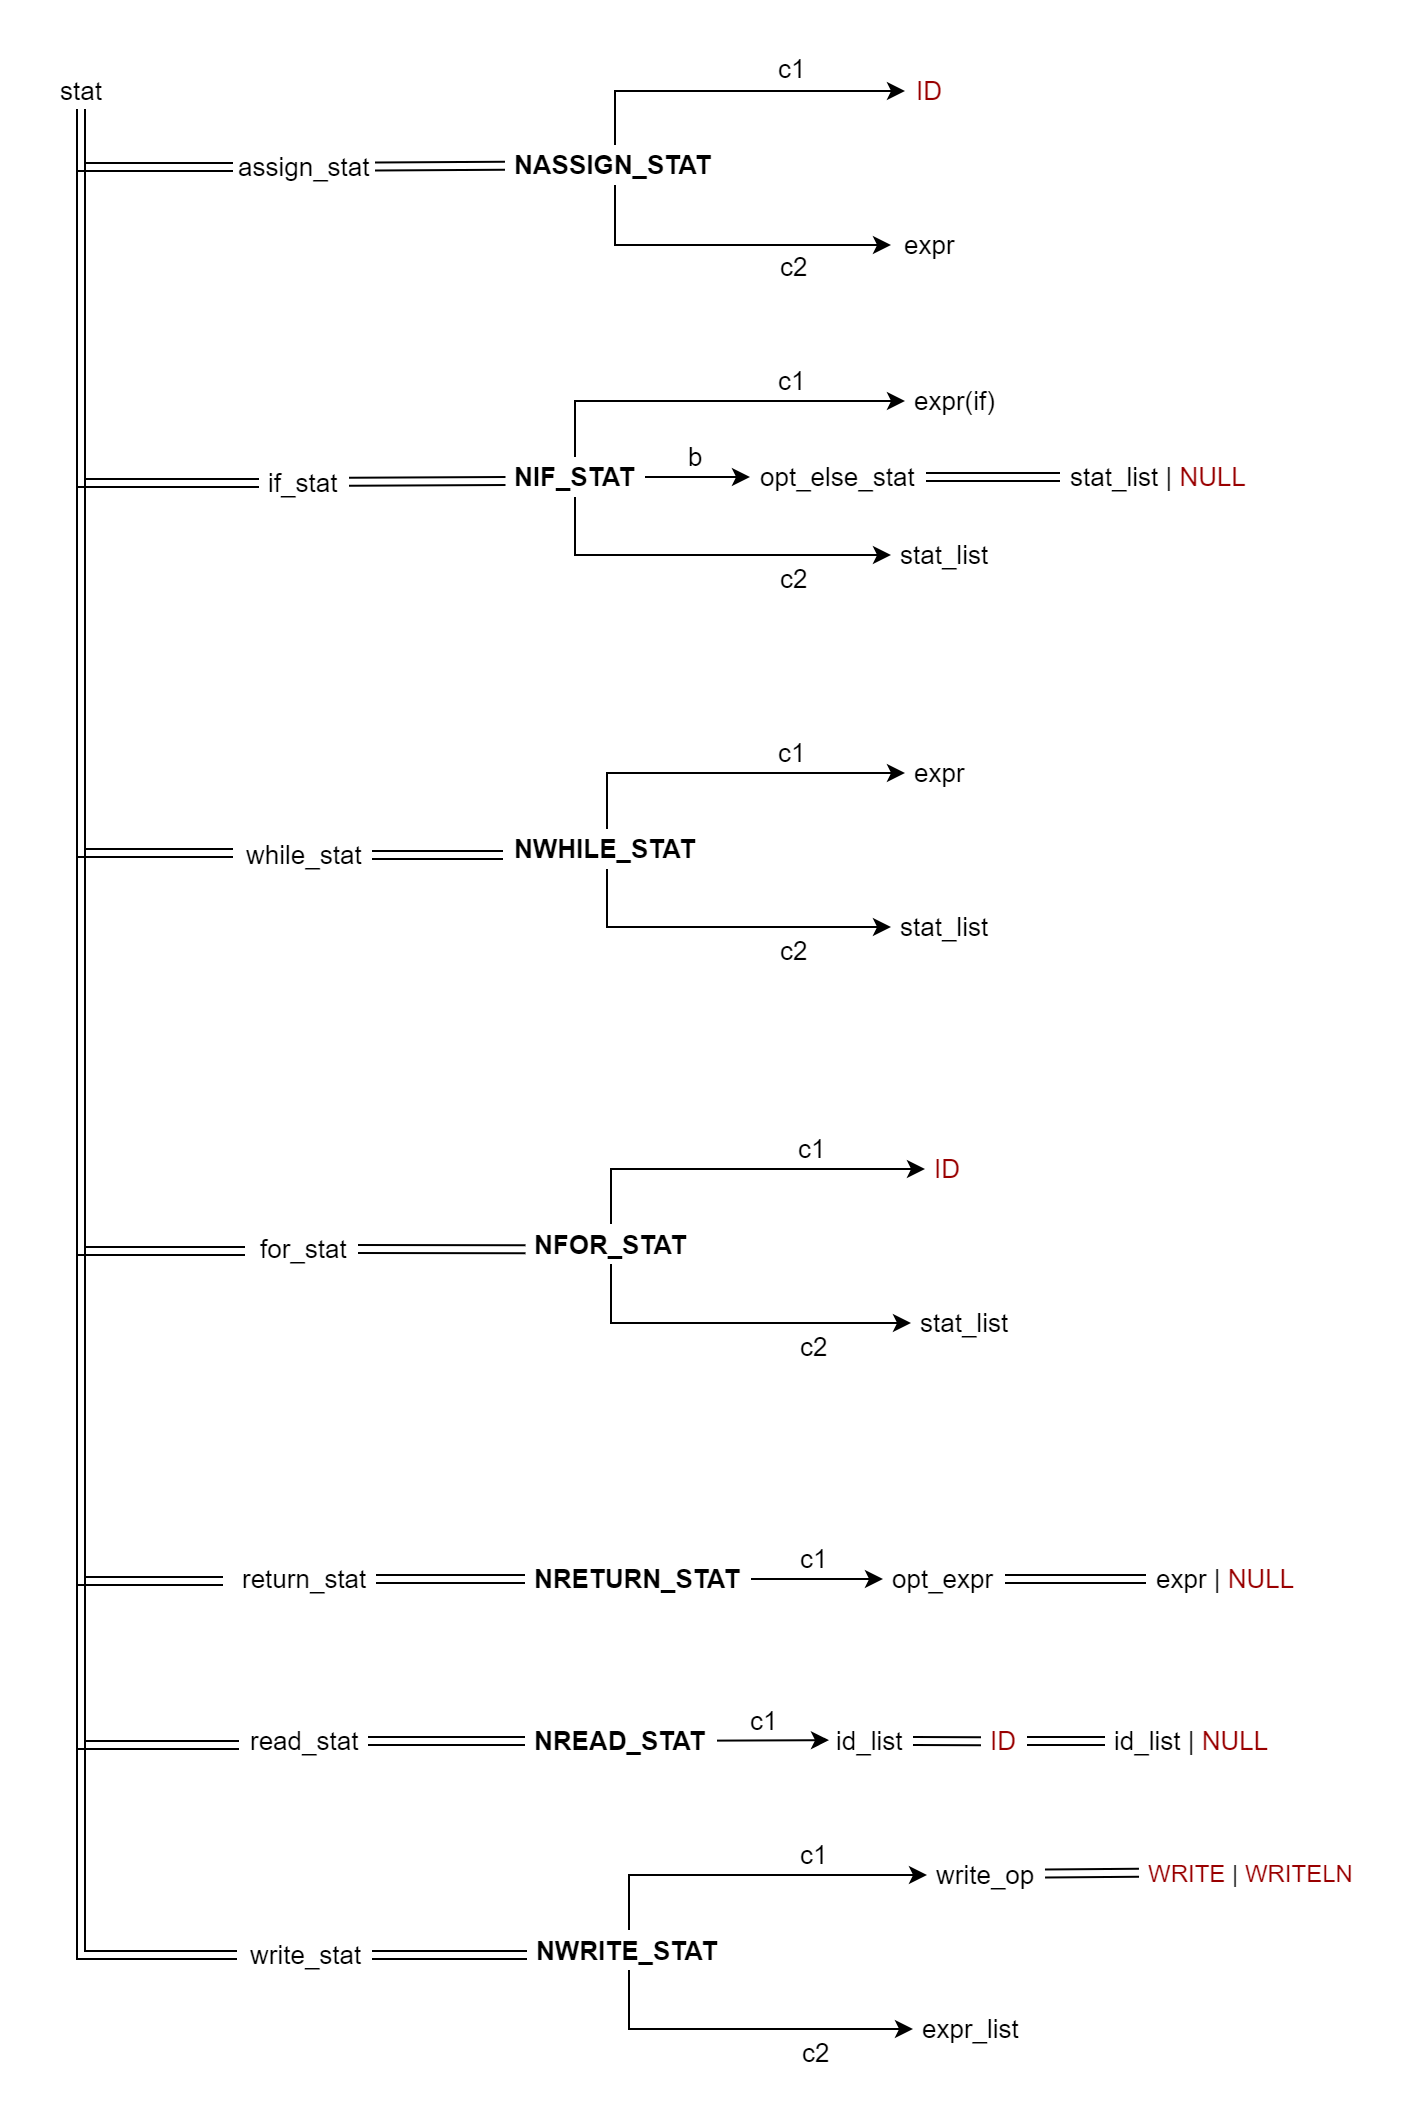 c1
stat
ID
assign_stat
NASSIGN_STAT
expr
c2
c1
expr(if)
b
if_stat
NIF_STAT
opt_else_stat
stat_list | NULL
stat_list
c2
c1
expr
while_stat
NWHILE_STAT
stat_list
c2
c1
ID
for_stat
NFOR_STAT
stat_list
c2
c1
return_stat
NRETURN_STAT
opt_expr
expr | NULL
c1
read_stat
NREAD_STAT
id_list
ID
id_list | NULL
c1
write_op
WRITE | WRITELN
write_stat
NWRITE_STAT
expr_list
c2